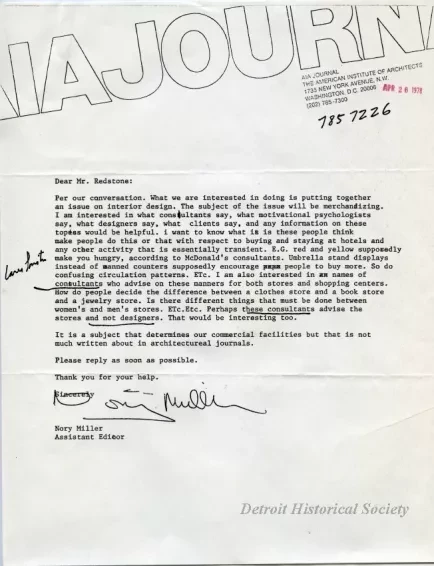 AIA JOURNAL
AIA JOURNAL
THE AMERICAN INSTITUTE OF ARCHITECTS
1735 NEW YORK AVENUE, N.W.
WASHINGTON, D.C. 20006
(202) 785-7300
APR 28 1978
785 7226
Dear Mr. Redstone:
Per our conversation. What we are interested in doing is putting together
an issue on interior design. The subject of the issue will be merchandizing.
I am interested in what consultants say, what motivational psychologists
say, what designers say, what clients say, and any information on these
topics would be helpful. i want to know what it is these people think
make people do this or that with respect to buying and staying at hotels and
any other activity that is essentially transient. E.G. red and yellow supposedly
make you hungry, according to McDonald's consultants. Umbrella stand displays
instead of manned counters supposedly encourage people to buy more. So do
confusing circulation patterns. ETc. I am also interested in names of
consultants who advise on these manners for both stores and shopping centers.
How do people decide the difference between a clothes store and a book store
and a jewelry store. Is there different things that must be done between
women's and men's stores. ETc.Etc. Perhaps these consultants advise the
stores and not designers. That would be interesting too.
It is a subject that determines our commercial facilities but that is not
much written about in architectureal journals.
Please reply as soon as possible.
Thank you for your help.
Sincerely
Nory Miller
Nory Miller
Assistant Editor
Detroit Historical Society